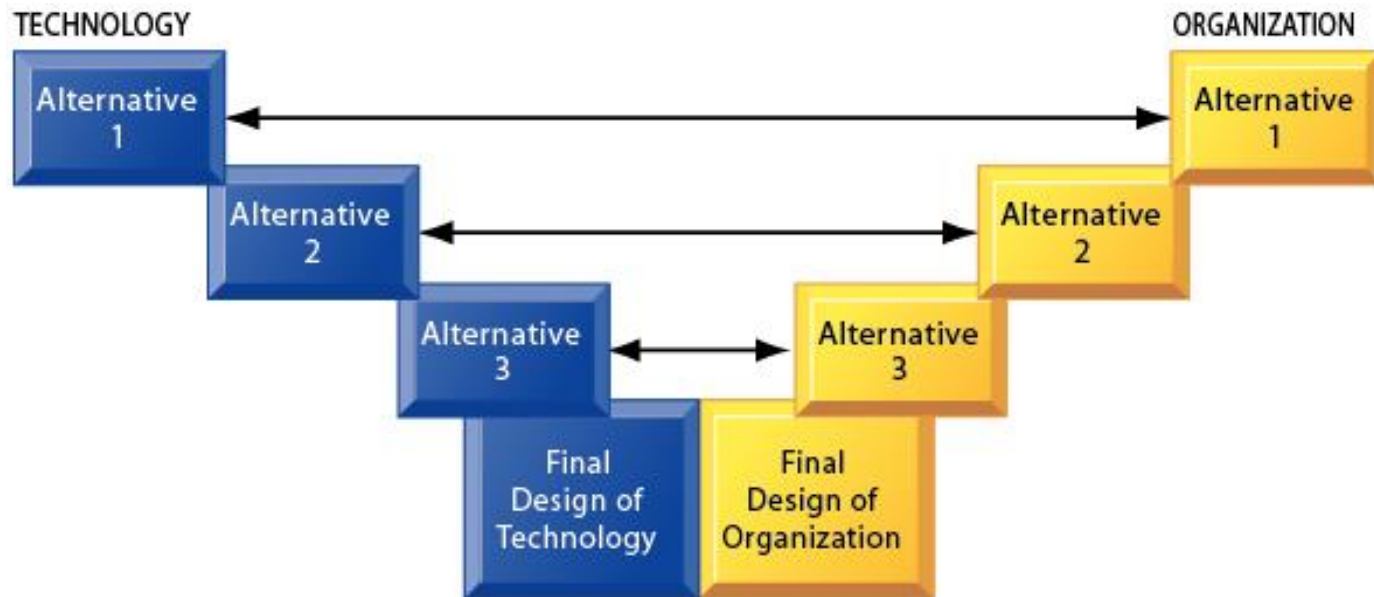 TECHNOLOGY
ORGANIZATION
Alternative
1
Alternative
1
Alternative
2
Alternative
2
Alternative
3
Alternative
3
Final
Design of
Technology
Final
Design of
Organization